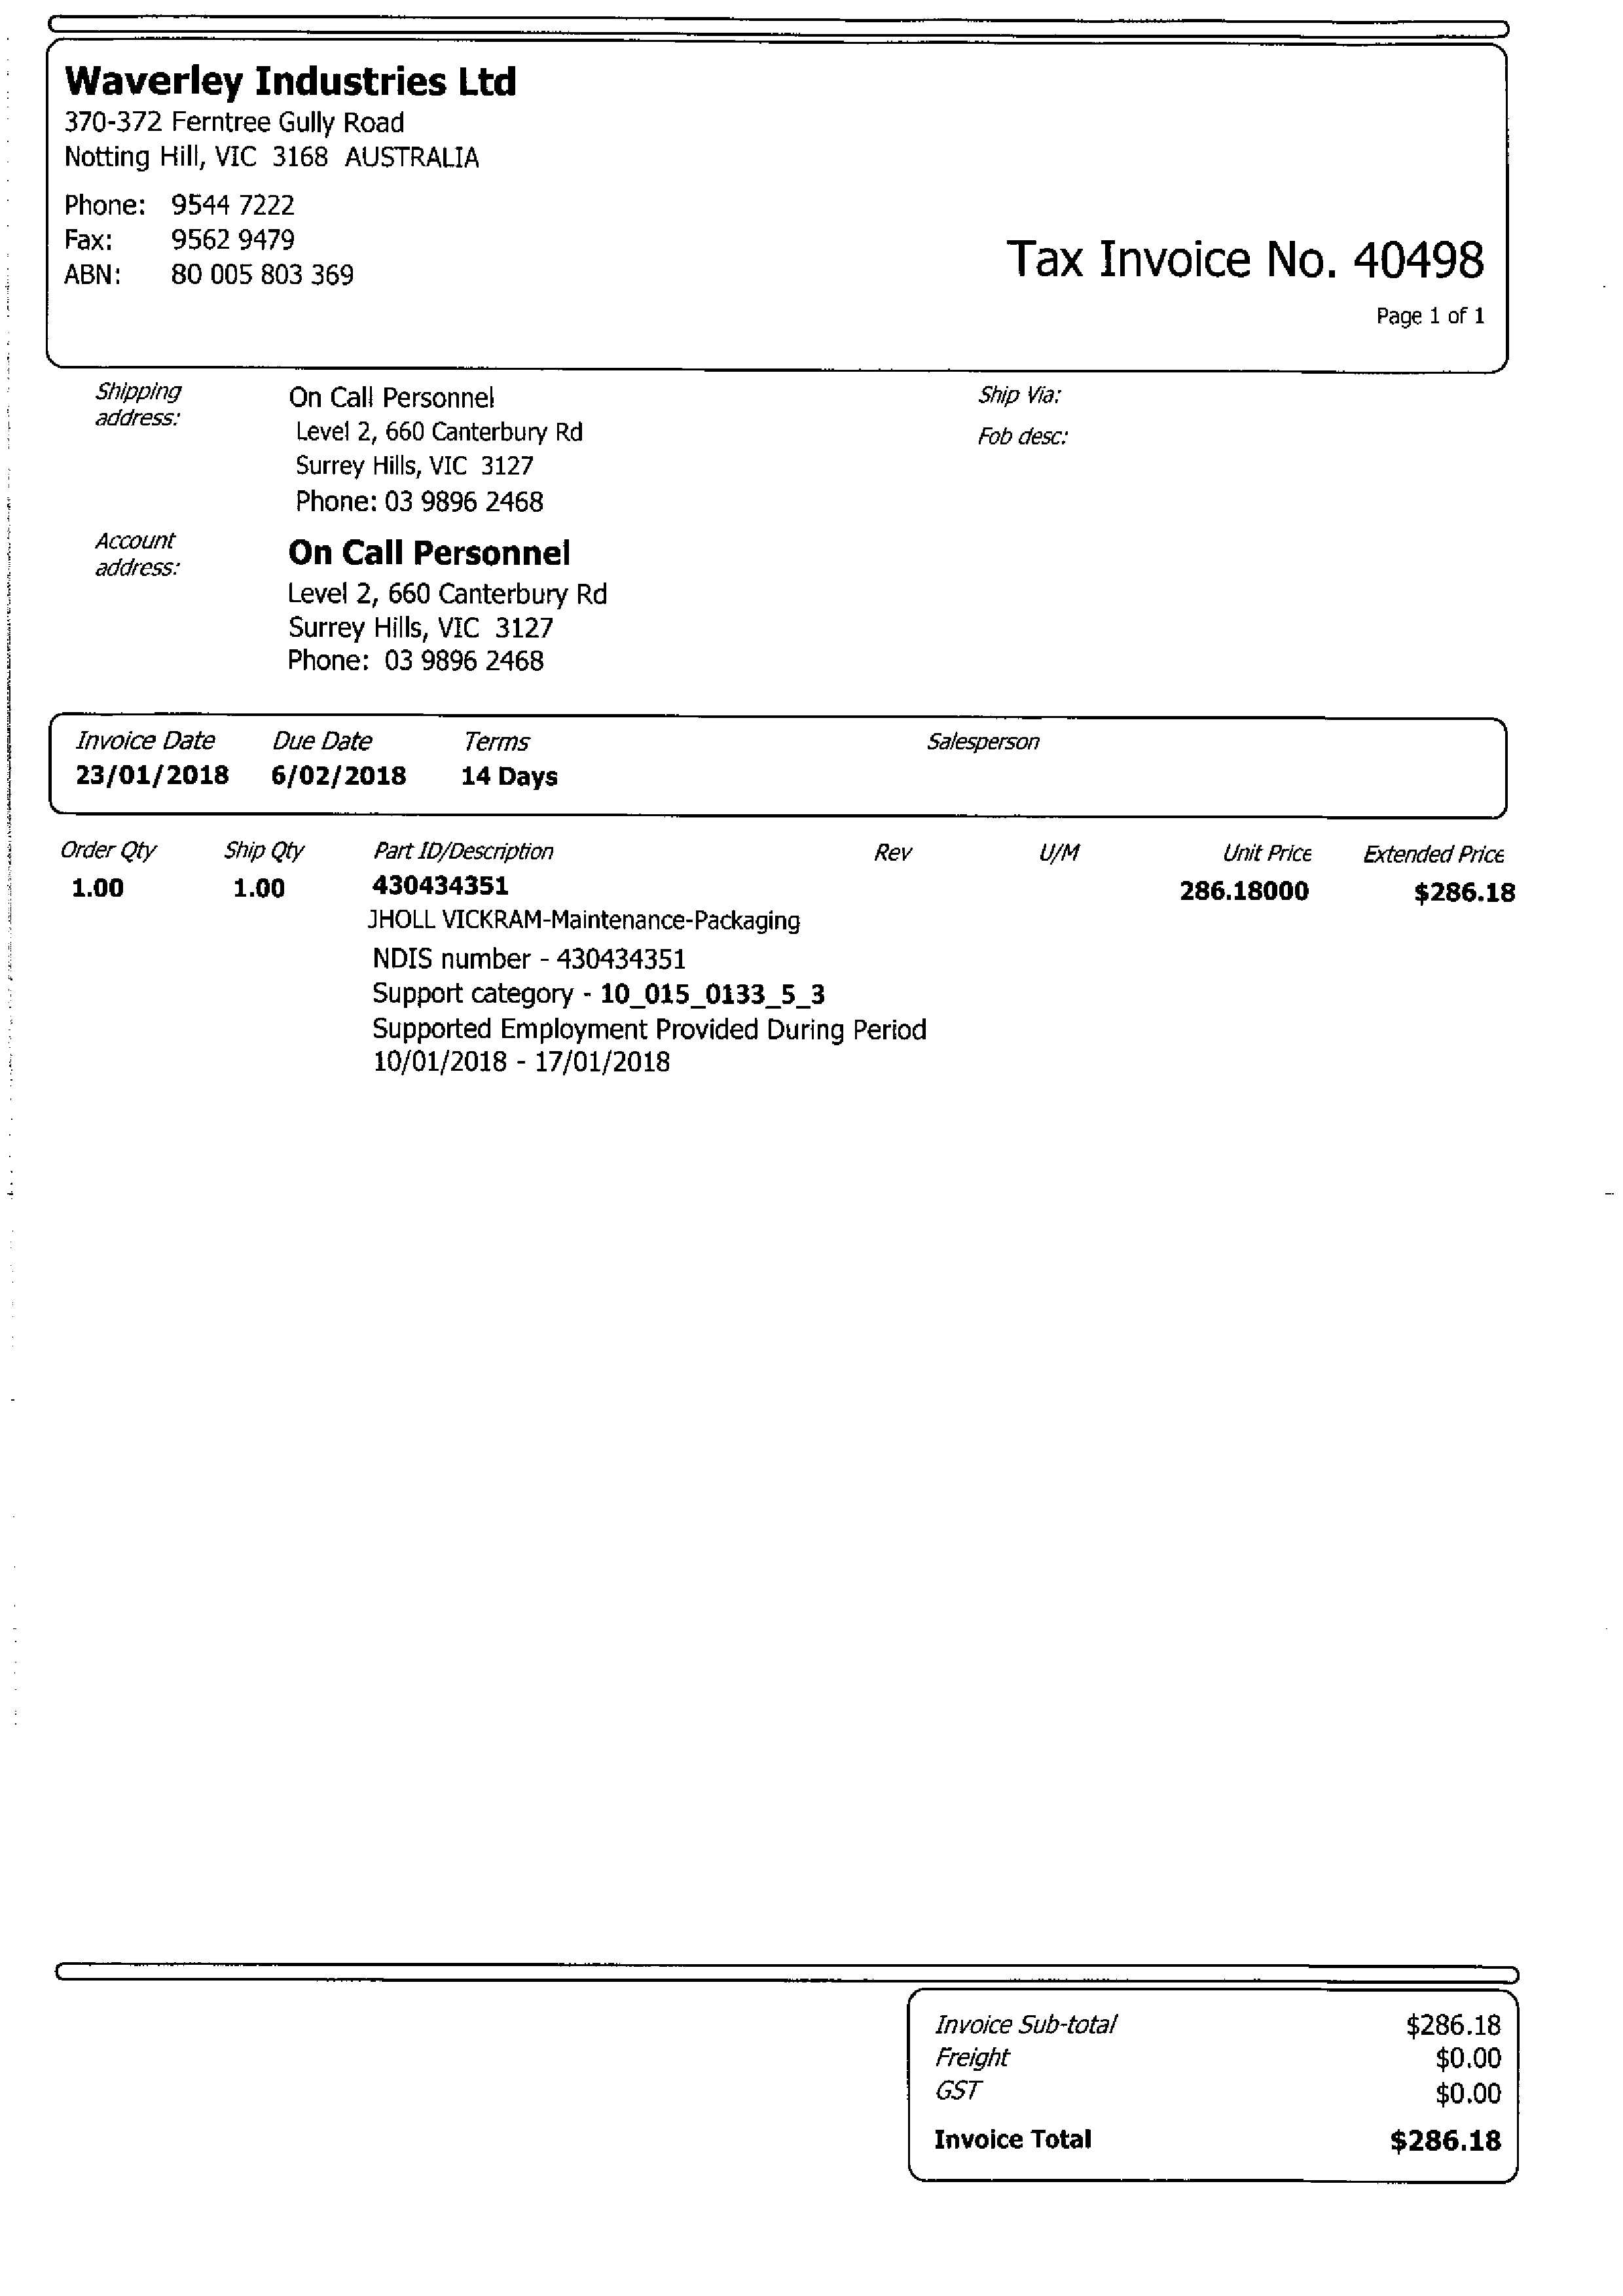 Waverley Industries Ltd
370-372 Ferntree Gully Road
Notting Hill, VIC 3168 AUSTRALIA
Phone: 9544 7222
Fax: 9562 9479
ABN: 80 005 803 369
Tax Invoice No. 40498
Page 1 of 1
Shipping address:
On Call Personnel
Level 2, 660 Canterbury Rd
Surrey Hills, VIC 3127
Phone: 03 9896 2468
Ship Via:
Fob desc:
Account address:
On Call Personnel
Level 2, 660 Canterbury Rd
Surrey Hills, VIC 3127
Phone: 03 9896 2468
Invoice Date Due Date Terms Salesperson
23/01/2018 6/02/2018 14 Days
Order Qty Ship Qty Part ID/Description Rev U/M Unit Price Extended Price
1.00 1.00 430434351 286.18000 $286.18
JHOLL VICKRAM-Maintenance-Packaging
NDIS number - 430434351
Support category - 10_015_0133_5_3
Supported Employment Provided During Period
10/01/2018 - 17/01/2018
Invoice Sub-total $286.18
Freight $0.00
GST $0.00
Invoice Total $286.18